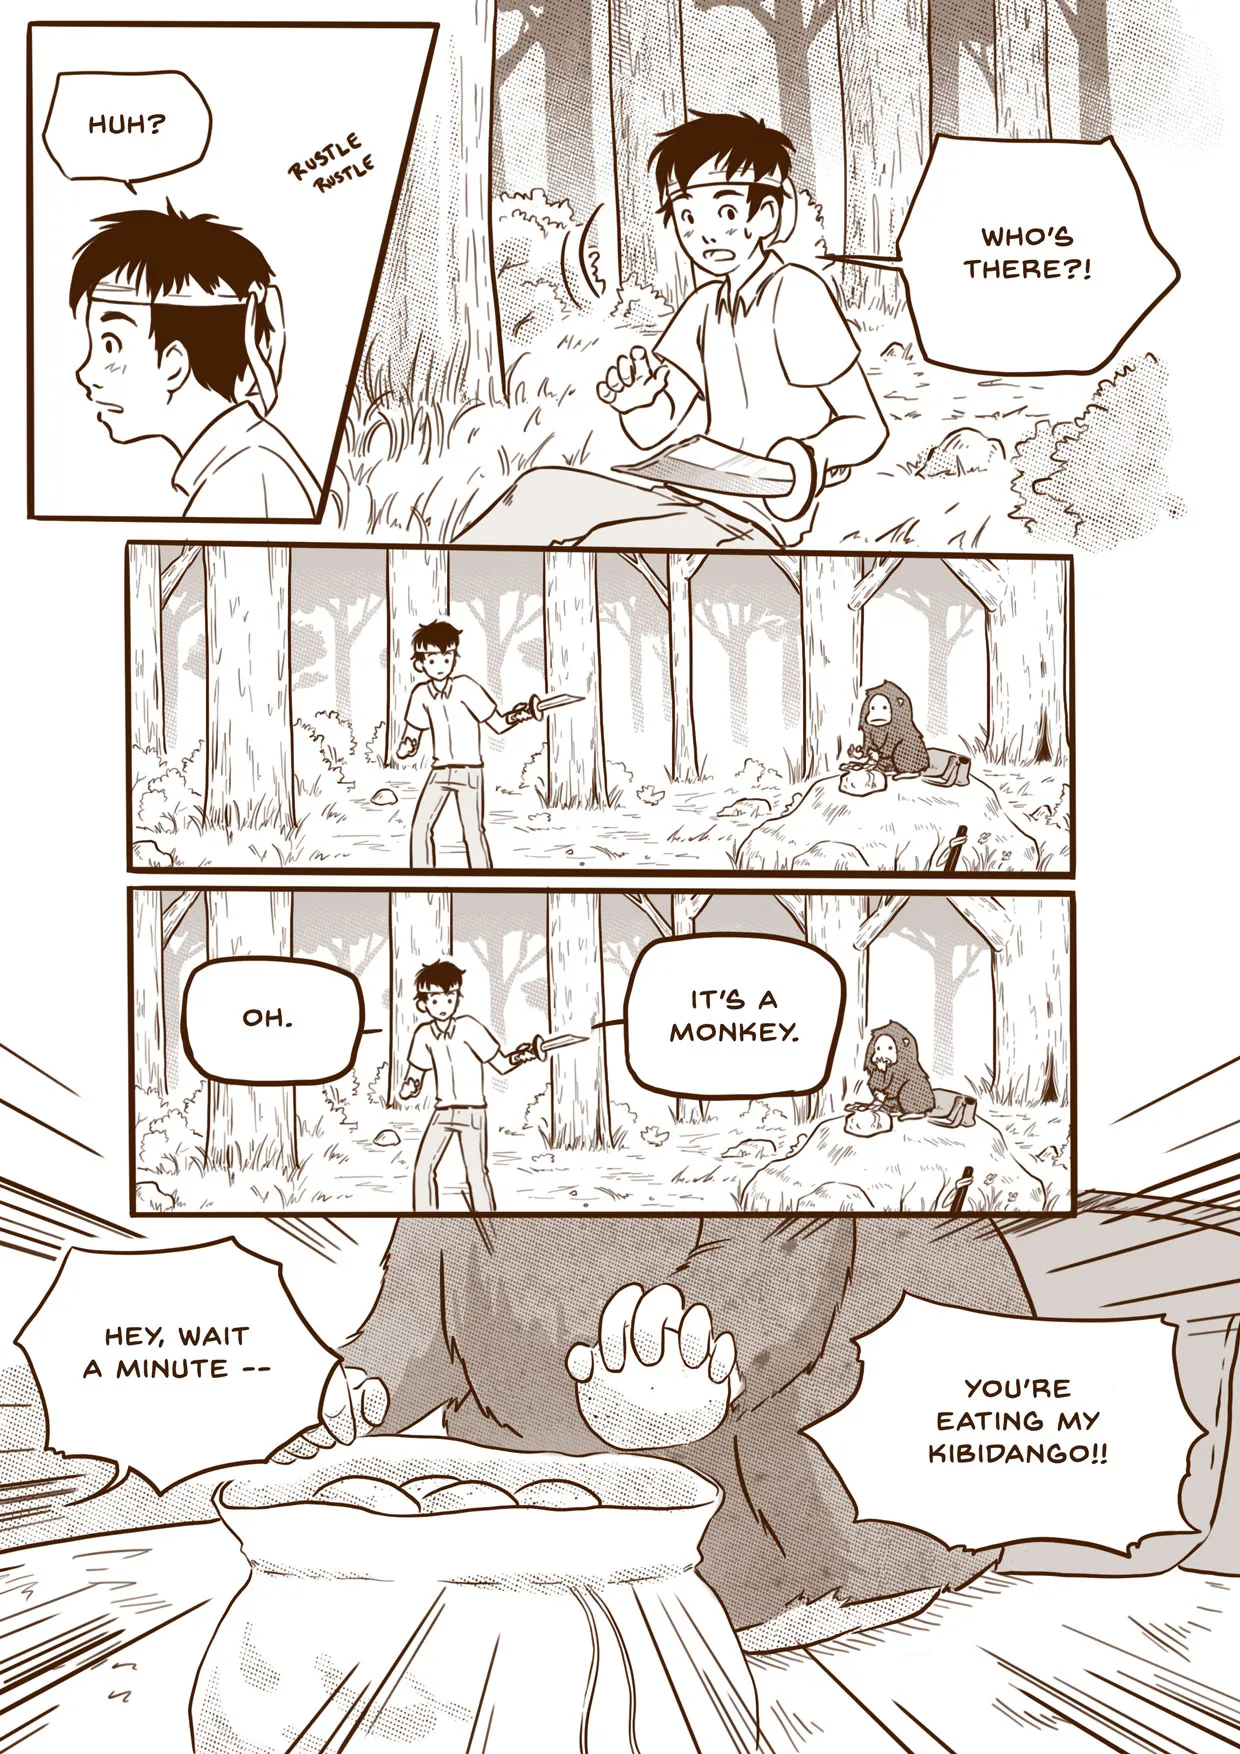 HUH?
RUSTLE
RUSTLE
WHO'S
THERE?!
OH.
IT'S A
MONKEY.
HEY, WAIT
A MINUTE --
YOU'RE
EATING MY
KIBIDANGO!!